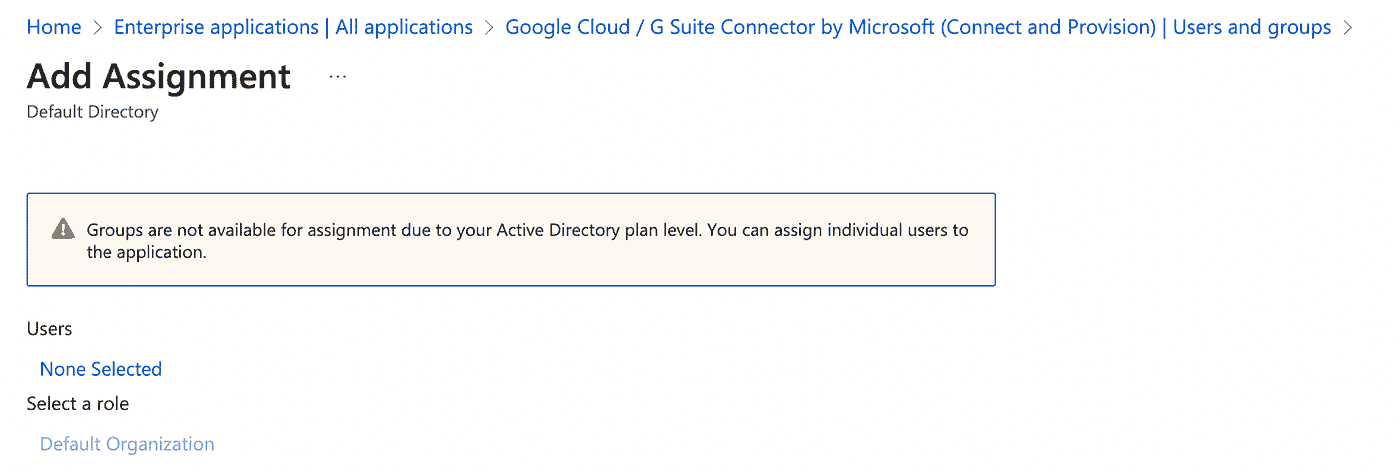 Home > Enterprise applications | All applications > Google Cloud / G Suite Connector by Microsoft (Connect and Provision) | Users and groups >
Add Assignment ...
Default Directory
Groups are not available for assignment due to your Active Directory plan level. You can assign individual users to
the application.
Users
None Selected
Select a role
Default Organization